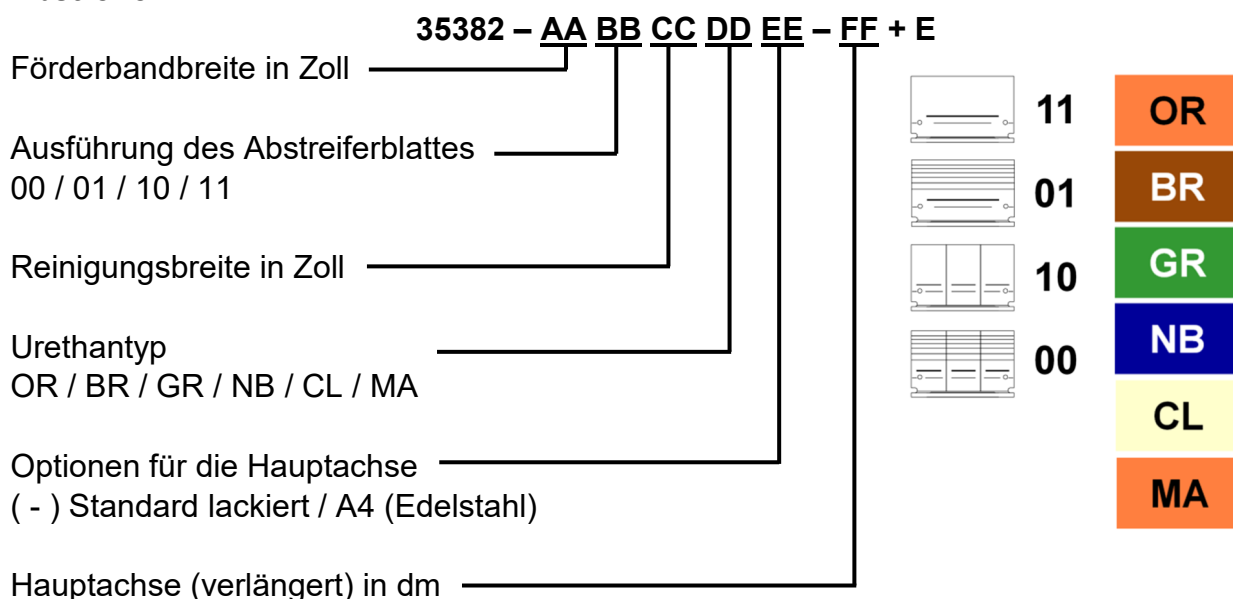 35382 – AA BB CC DD EE – FF + E
Förderbandbreite in Zoll
Ausführung des Abstreiferblattes
00 / 01 / 10 / 11
Reinigungsbreite in Zoll
Urethantyp
OR / BR / GR / NB / CL / MA
Optionen für die Hauptachse
( - ) Standard lackiert / A4 (Edelstahl)
Hauptachse (verlängert) in dm
11
01
10
00
OR
BR
GR
NB
CL
MA